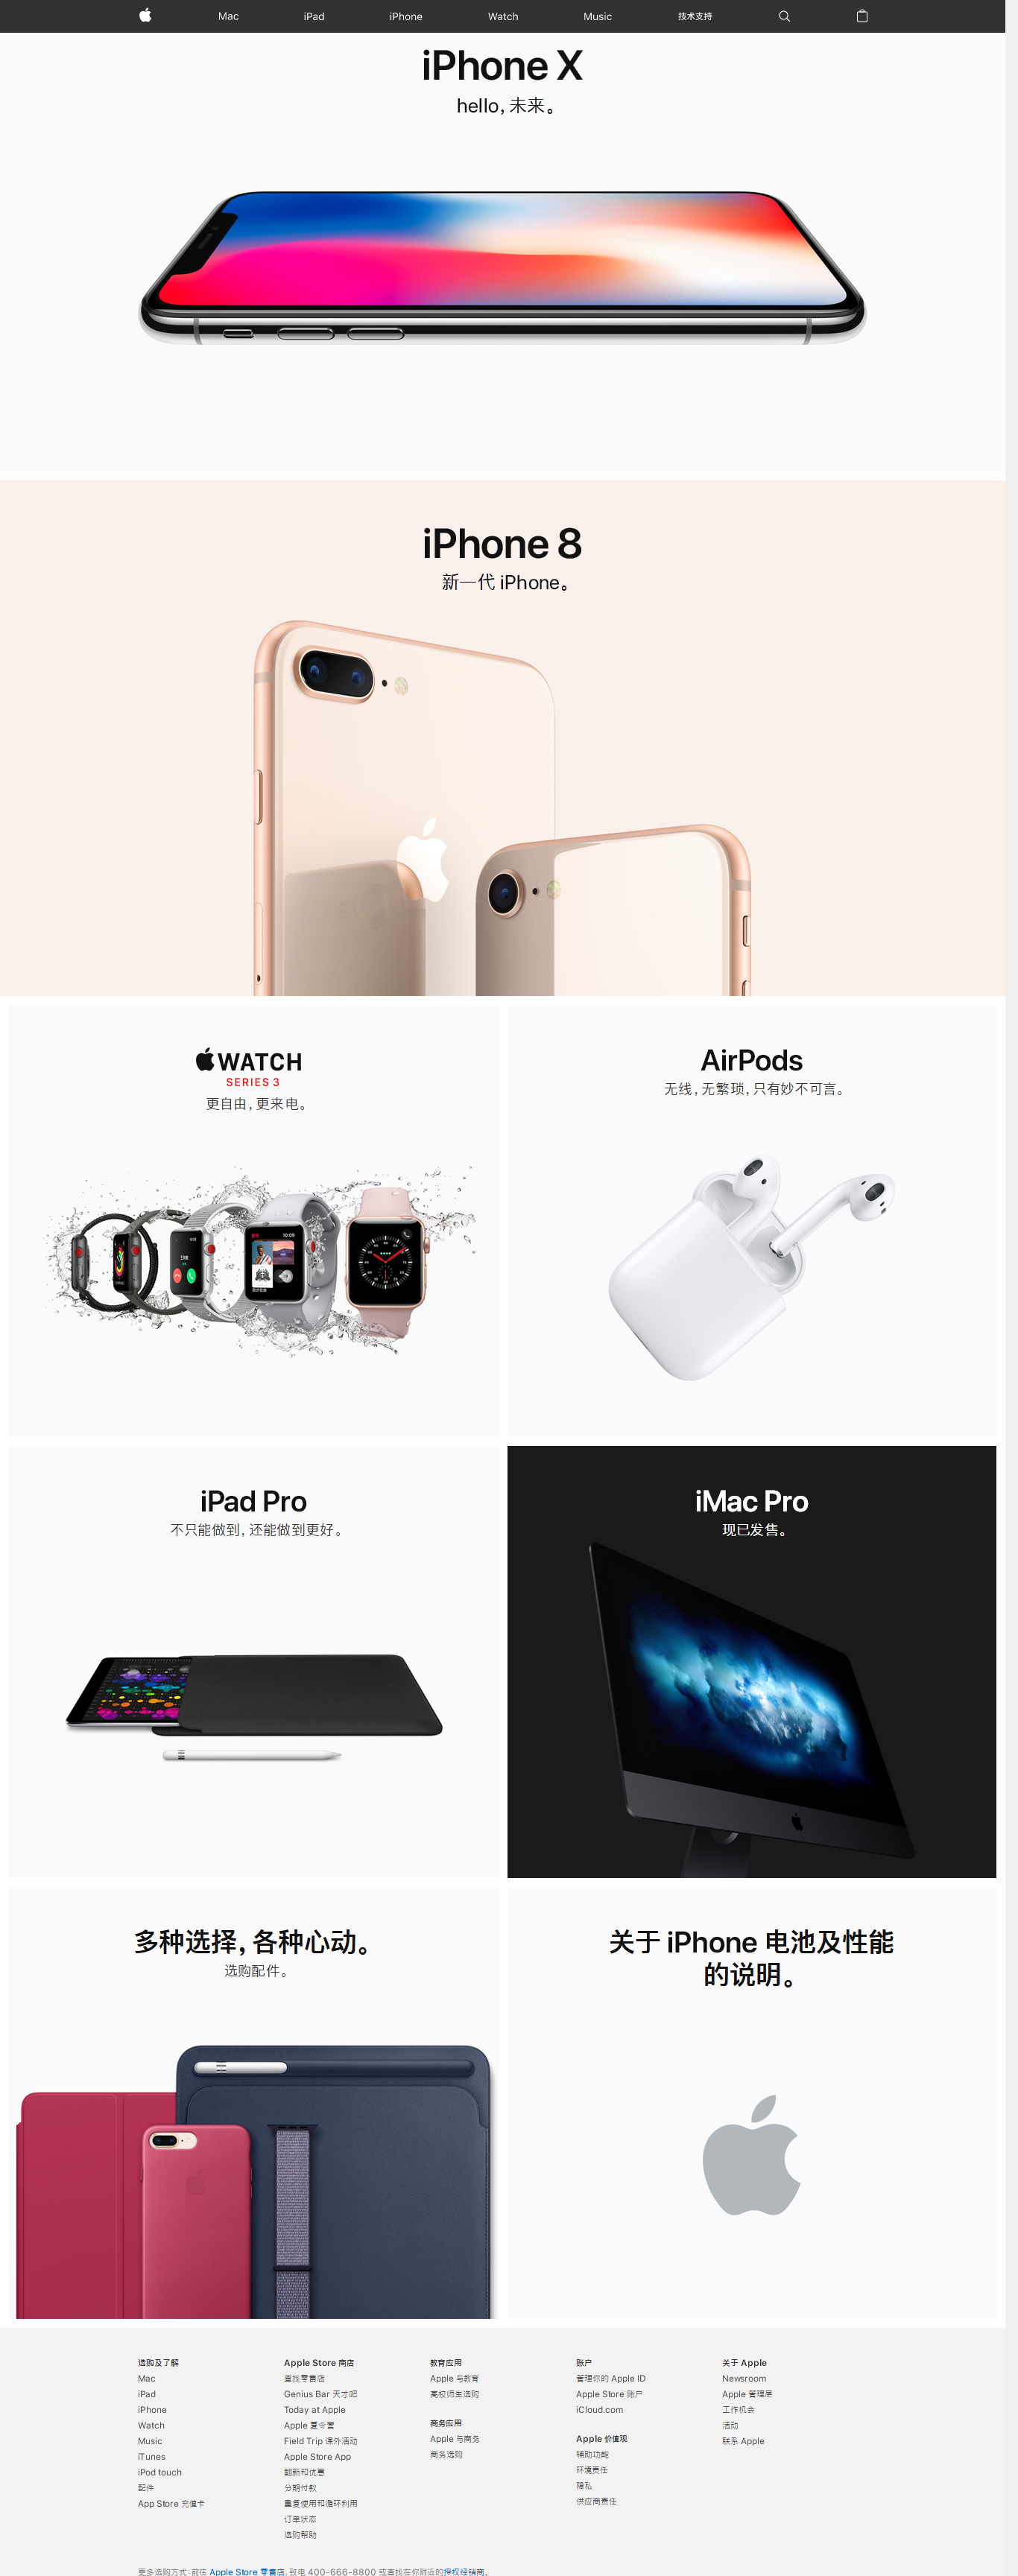 Mac iPad iPhone Watch Music 技术支持
iPhone X
hello, 未来。
iPhone 8
新一代 iPhone。
WATCH
SERIES 3
更自由, 更来电。
AirPods
无线, 无繁琐, 只有妙不可言。
iPad Pro
不只能做到, 还能做到更好。
iMac Pro
现已发售。
多种选择, 各种心动。
选购配件。
关于 iPhone 电池及性能
的说明。
选购及了解
Mac
iPad
iPhone
Watch
Music
iTunes
iPod touch
配件
App Store 充值卡
Apple Store 商店
查找零售店
Genius Bar 天才吧
Today at Apple
Apple 夏令营
Field Trip 课外活动
Apple Store App
翻新和优惠
分期付款
重复使用和循环利用
订单状态
选购帮助
教育应用
Apple 与教育
高校师生选购
商务应用
Apple 与商务
商务选购
账户
管理你的 Apple ID
Apple Store 账户
iCloud.com
Apple 价值观
辅助功能
环境责任
隐私
供应商责任
关于 Apple
Newsroom
Apple 管理层
工作机会
活动
联系 Apple
更多选购方式：前往 Apple Store 零售店, 致电 400-666-8800 或查找在你附近的授权经销商。